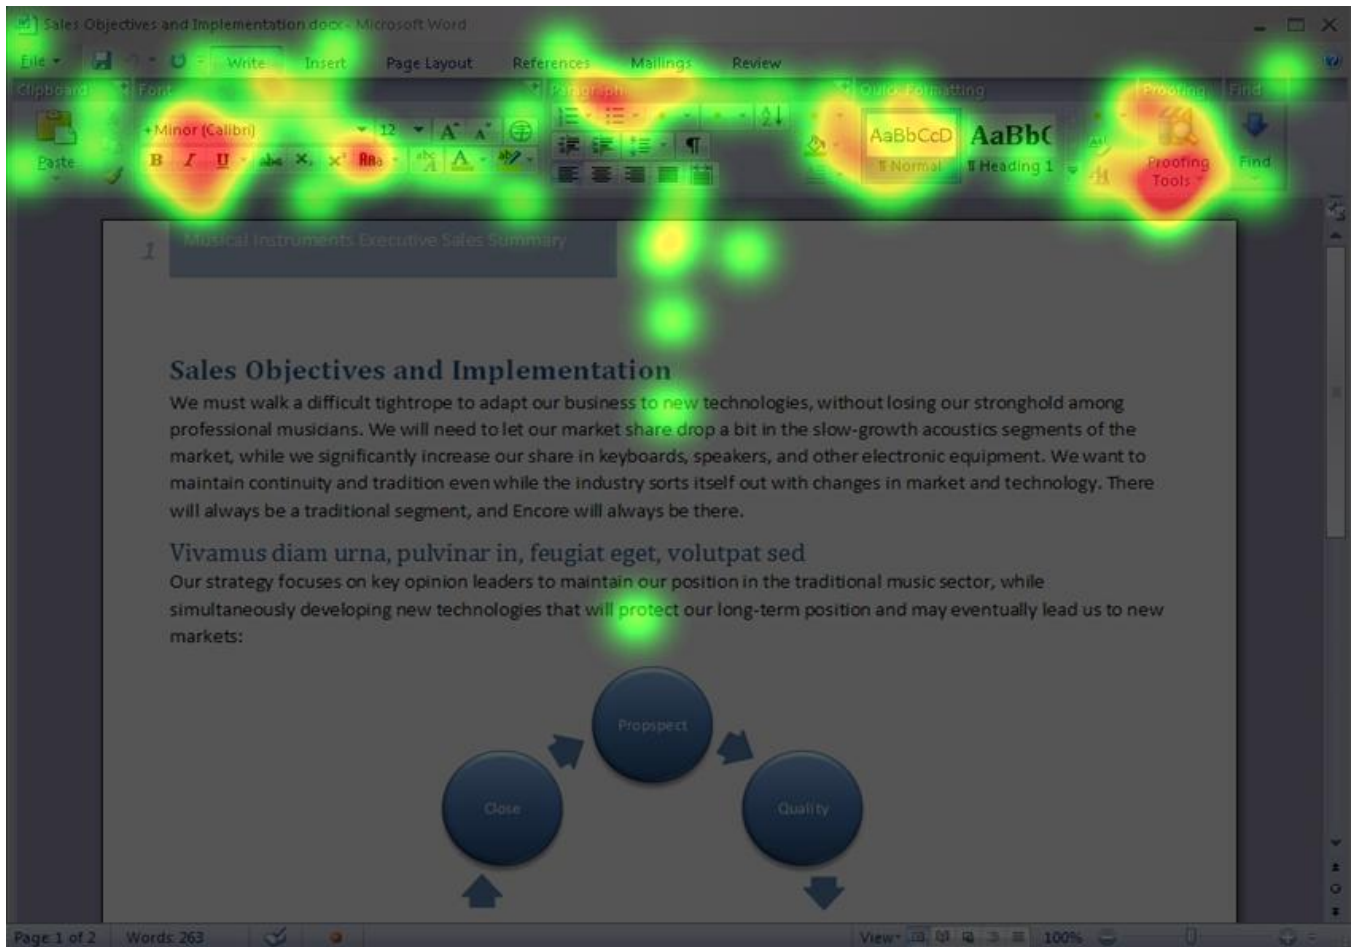 Sales Objectives and Implementation.docx - Microsoft Word
File
Write Insert Page Layout References Mailings Review
Clipboard Font Paragraph Quick Formatting Proofing Find
+Minor (Calibri) 12 A A
AaBbCcD AaBb(
Paste
B I U abc X, x² ABa abc A ab
¶ Normal ¶ Heading 1
Proofing Tools
Find
1
Musical Instruments Executive Sales Summary
Sales Objectives and Implementation
We must walk a difficult tightrope to adapt our business to new technologies, without losing our stronghold among
professional musicians. We will need to let our market share drop a bit in the slow-growth acoustics segments of the
market, while we significantly increase our share in keyboards, speakers, and other electronic equipment. We want to
maintain continuity and tradition even while the industry sorts itself out with changes in market and technology. There
will always be a traditional segment, and Encore will always be there.
Vivamus diam urna, pulvinar in, feugiat eget, volutpat sed
Our strategy focuses on key opinion leaders to maintain our position in the traditional music sector, while
simultaneously developing new technologies that will protect our long-term position and may eventually lead us to new
markets:
Propspect
Close
Quality
Page: 1 of 2 Words: 263 View 100%